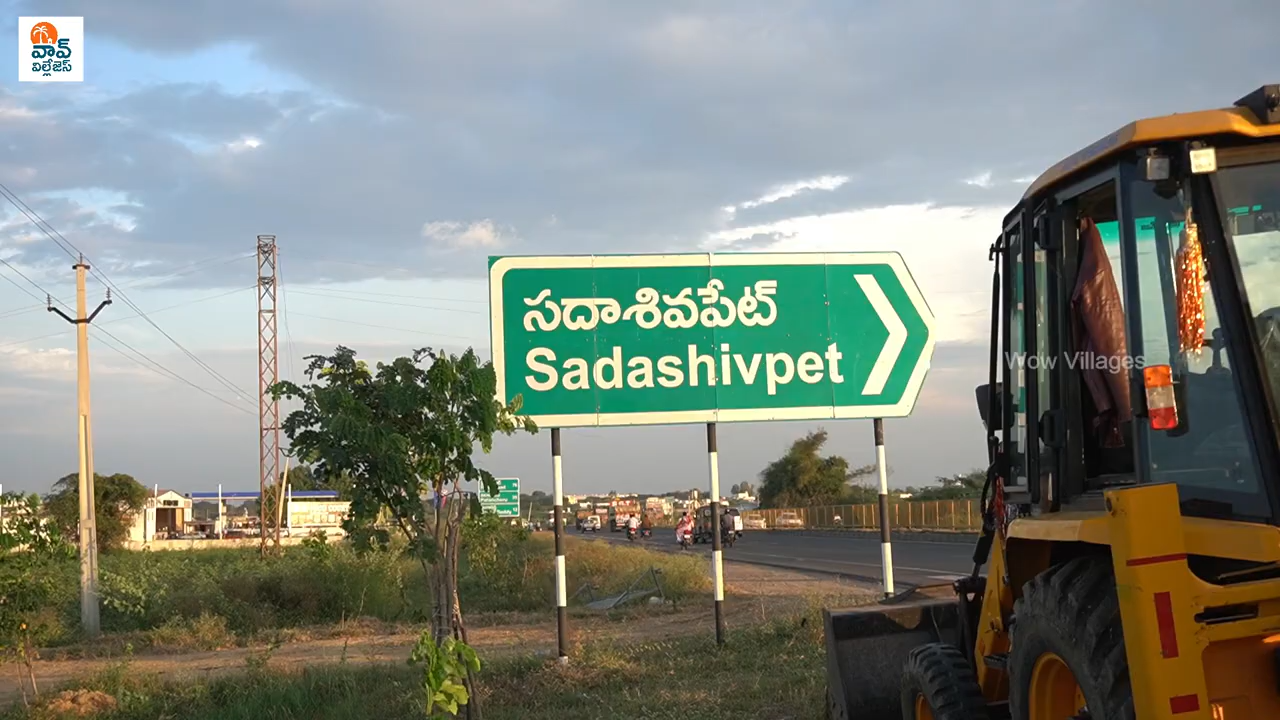 వావ్
విల్లేజెస్
సదాశివపేట్
Sadashivpet
Wow Villages